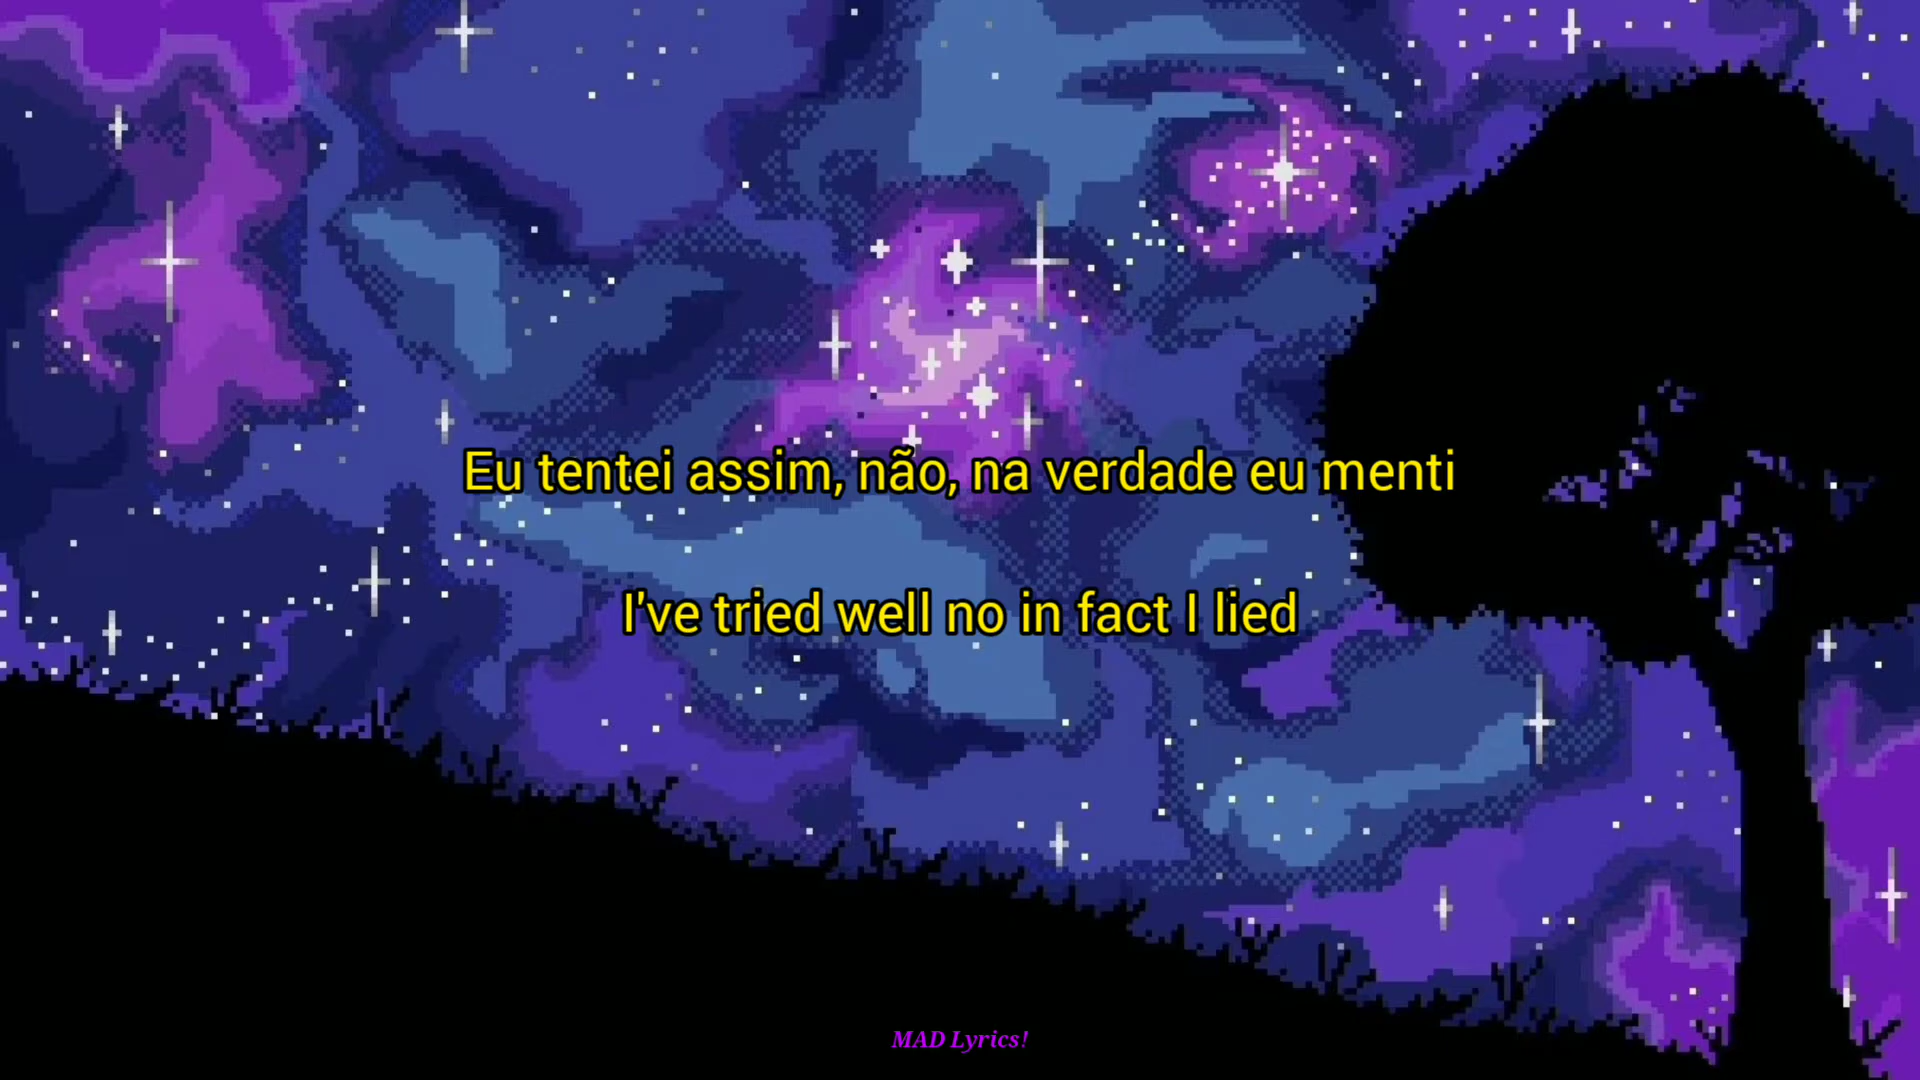 Eu tentei assim, não, na verdade eu menti
I've tried well no in fact I lied
MAD Lyrics!